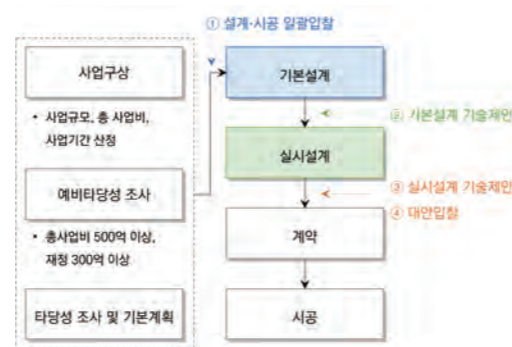 ① 설계·시공 일괄입찰
사업구상
• 사업규모, 총 사업비,
사업기간 산정
예비타당성 조사
• 총사업비 500억 이상,
재정 300억 이상
타당성 조사 및 기본계획
기본설계
② 기본설계 기술제안
실시설계
③ 실시설계 기술제안
④ 대안입찰
계약
시공